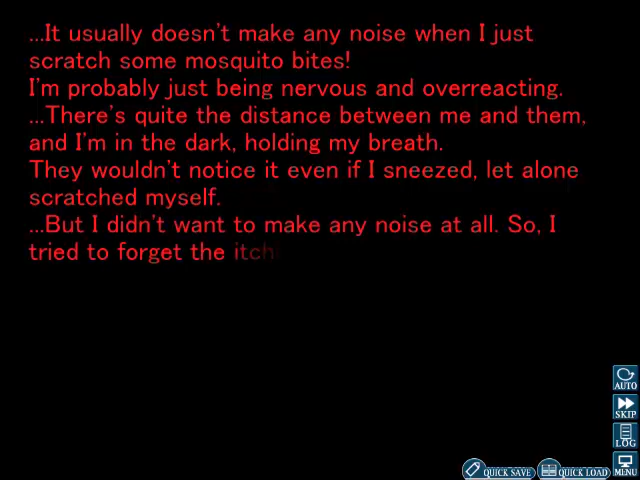 ...It usually doesn't make any noise when I just
scratch some mosquito bites!
I'm probably just being nervous and overreacting.
...There's quite the distance between me and them,
and I'm in the dark, holding my breath.
They wouldn't notice it even if I sneezed, let alone
scratched myself.
...But I didn't want to make any noise at all. So, I
tried to forget the itch
AUTO
SKIP
LOG
MENU
QUICK SAVE
QUICK LOAD